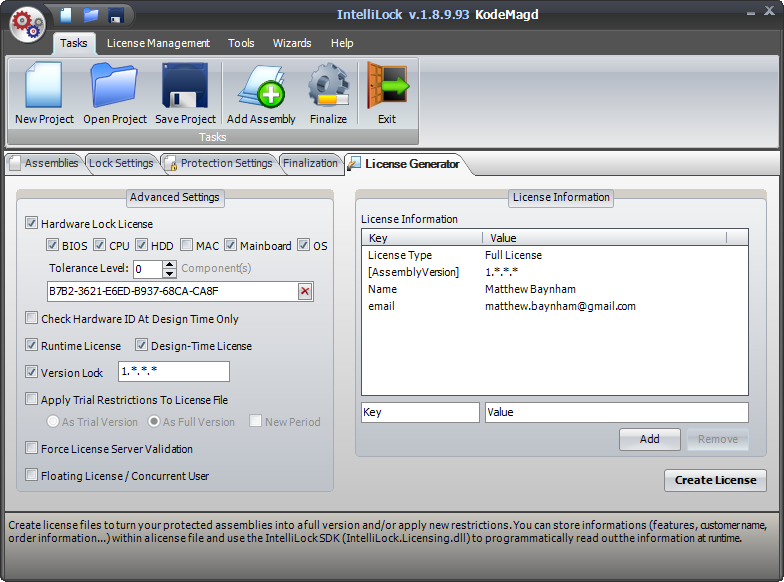 IntelliLock v.1.8.9.93 KodeMagd
Tasks License Management Tools Wizards Help
New Project Open Project Save Project Add Assembly Finalize Exit
Tasks
Assemblies Lock Settings Protection Settings Finalization License Generator
Advanced Settings
Hardware Lock License
BIOS CPU HDD MAC Mainboard OS
Tolerance Level: 0 Component(s)
B7B2-3621-E6ED-B937-68CA-CA8F
Check Hardware ID At Design Time Only
Runtime License Design-Time License
Version Lock 1.*.*.*
Apply Trial Restrictions To License File
As Trial Version As Full Version New Period
Force License Server Validation
Floating License / Concurrent User
License Information
License Information
Key Value
License Type Full License
[AssemblyVersion] 1.*.*.*
Name Matthew Baynham
email matthew.baynham@gmail.com
Key Value
Add Remove
Create License
Create license files to turn your protected assemblies into a full version and/or apply new restrictions. You can store informations (features, customer name,
order information...) within a license file and use the IntelliLock SDK (IntelliLock.Licensing.dll) to programmatically read out the information at runtime.